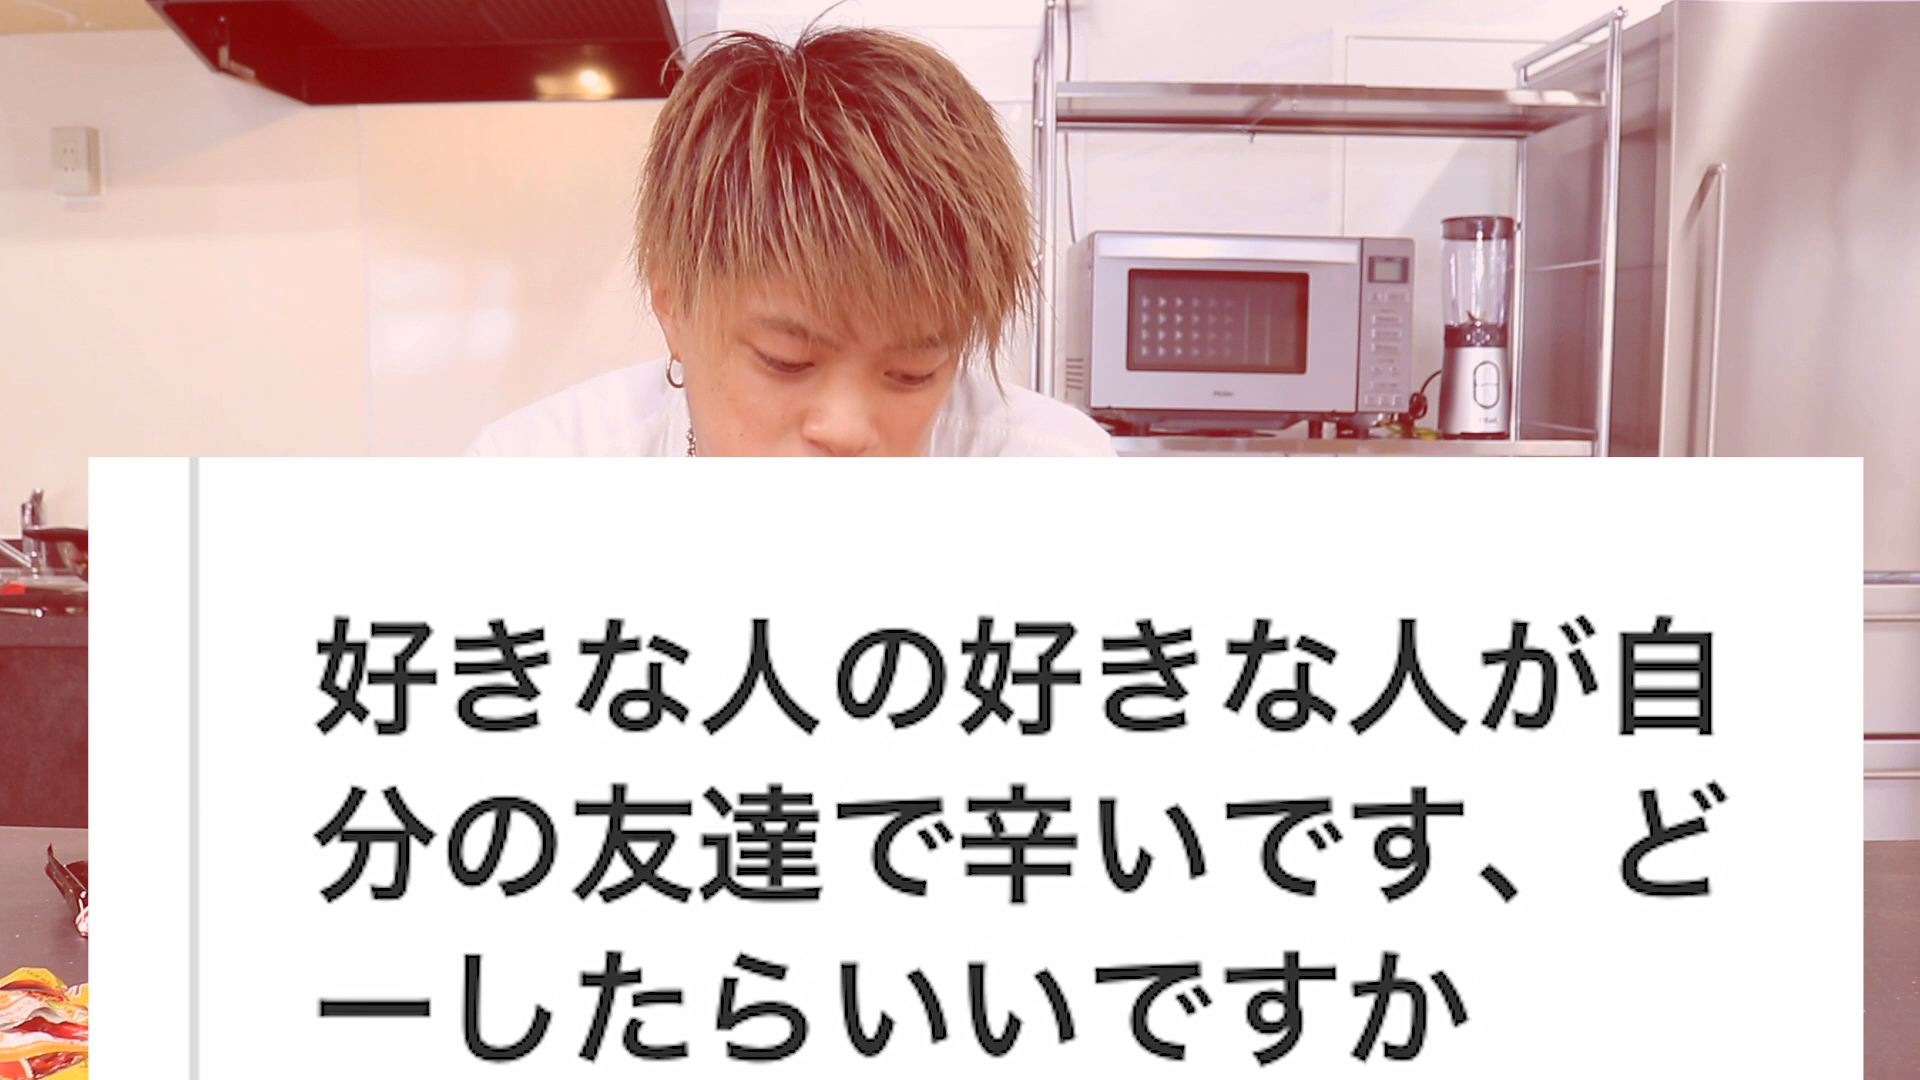 Haier
好きな人の好きな人が自
分の友達で辛いです、ど
ーしたらいいですか